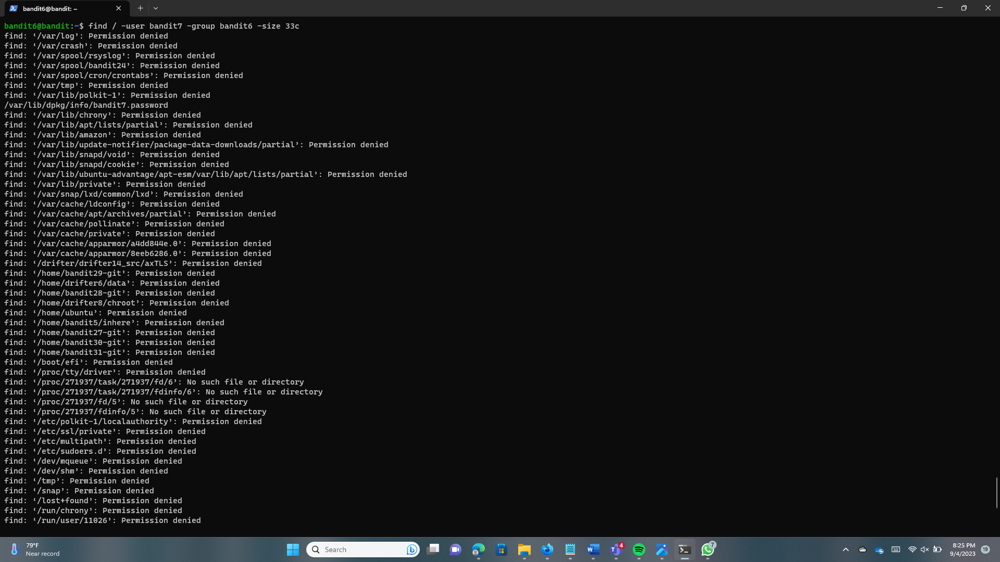 bandit6@bandit: ~
bandit6@bandit:~$ find / -user bandit7 -group bandit6 -size 33c
find: ‘/var/log’: Permission denied
find: ‘/var/crash’: Permission denied
find: ‘/var/spool/rsyslog’: Permission denied
find: ‘/var/spool/bandit24’: Permission denied
find: ‘/var/spool/cron/crontabs’: Permission denied
find: ‘/var/tmp’: Permission denied
find: ‘/var/lib/polkit-1’: Permission denied
/var/lib/dpkg/info/bandit7.password
find: ‘/var/lib/chrony’: Permission denied
find: ‘/var/lib/apt/lists/partial’: Permission denied
find: ‘/var/lib/amazon’: Permission denied
find: ‘/var/lib/update-notifier/package-data-downloads/partial’: Permission denied
find: ‘/var/lib/snapd/void’: Permission denied
find: ‘/var/lib/snapd/cookie’: Permission denied
find: ‘/var/lib/ubuntu-advantage/apt-esm/var/lib/apt/lists/partial’: Permission denied
find: ‘/var/lib/private’: Permission denied
find: ‘/var/snap/lxd/common/lxd’: Permission denied
find: ‘/var/cache/ldconfig’: Permission denied
find: ‘/var/cache/apt/archives/partial’: Permission denied
find: ‘/var/cache/pollinate’: Permission denied
find: ‘/var/cache/private’: Permission denied
find: ‘/var/cache/apparmor/a4dd844e.0’: Permission denied
find: ‘/var/cache/apparmor/8eeb6286.0’: Permission denied
find: ‘/drifter/drifter14_src/axTLS’: Permission denied
find: ‘/home/bandit29-git’: Permission denied
find: ‘/home/drifter6/data’: Permission denied
find: ‘/home/bandit28-git’: Permission denied
find: ‘/home/drifter8/chroot’: Permission denied
find: ‘/home/ubuntu’: Permission denied
find: ‘/home/bandit5/inhere’: Permission denied
find: ‘/home/bandit27-git’: Permission denied
find: ‘/home/bandit30-git’: Permission denied
find: ‘/home/bandit31-git’: Permission denied
find: ‘/boot/efi’: Permission denied
find: ‘/proc/tty/driver’: Permission denied
find: ‘/proc/271937/task/271937/fd/6’: No such file or directory
find: ‘/proc/271937/task/271937/fdinfo/6’: No such file or directory
find: ‘/proc/271937/fd/5’: No such file or directory
find: ‘/proc/271937/fdinfo/5’: No such file or directory
find: ‘/etc/polkit-1/localauthority’: Permission denied
find: ‘/etc/ssl/private’: Permission denied
find: ‘/etc/multipath’: Permission denied
find: ‘/etc/sudoers.d’: Permission denied
find: ‘/dev/mqueue’: Permission denied
find: ‘/dev/shm’: Permission denied
find: ‘/tmp’: Permission denied
find: ‘/snap’: Permission denied
find: ‘/lost+found’: Permission denied
find: ‘/run/chrony’: Permission denied
find: ‘/run/user/11026’: Permission denied
79°F
Near record
Search
4
7
8:25 PM
9/4/2023
19